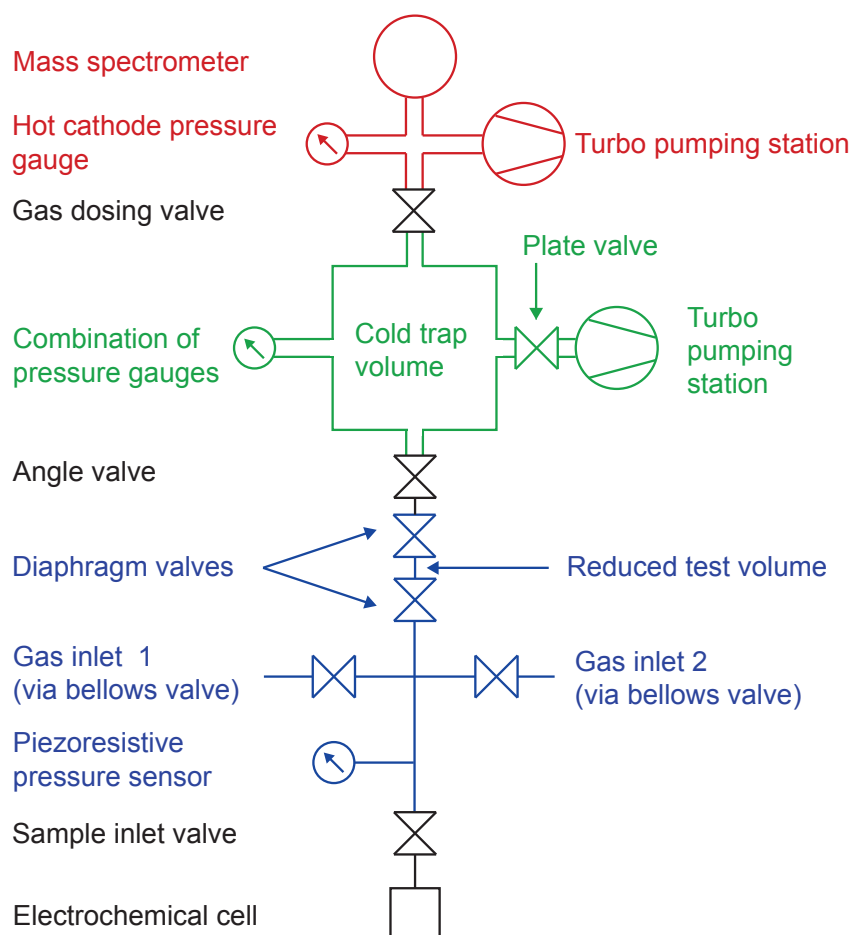 Mass spectrometer
Hot cathode pressure
gauge
Turbo pumping station
Gas dosing valve
Plate valve
Combination of
pressure gauges
Cold trap
volume
Turbo
pumping
station
Angle valve
Diaphragm valves
Reduced test volume
Gas inlet  1
(via bellows valve)
Gas inlet 2
(via bellows valve)
Piezoresistive
pressure sensor
Sample inlet valve
Electrochemical cell